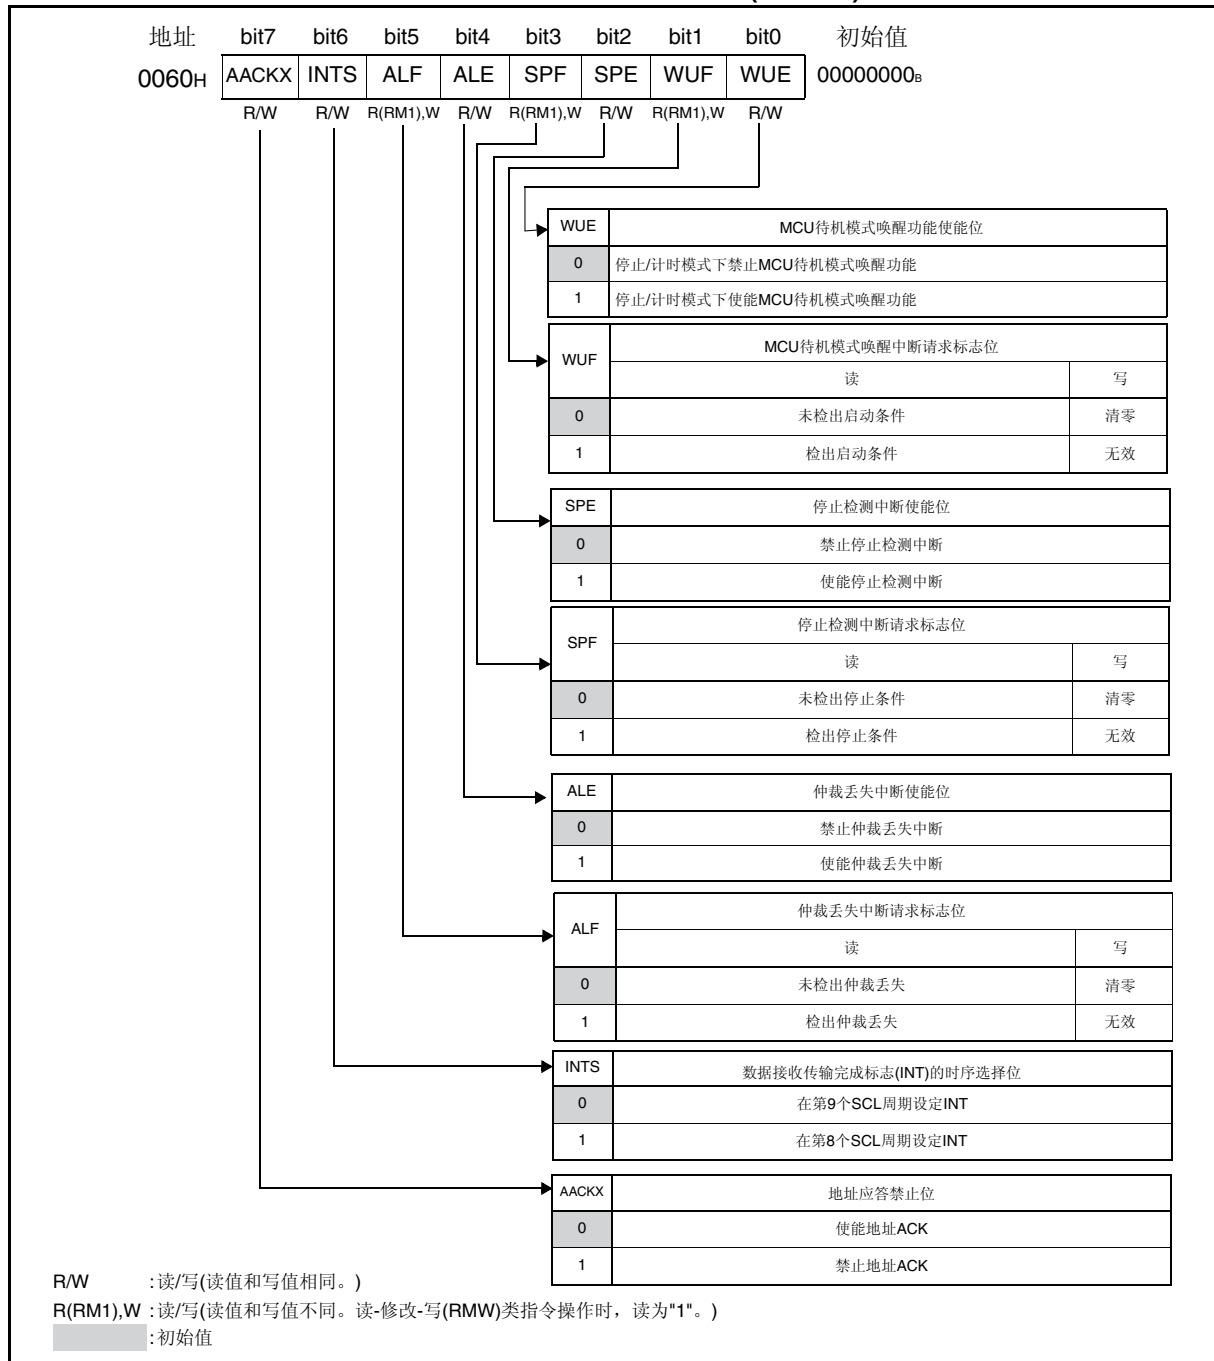 地址 bit7 bit6 bit5 bit4 bit3 bit2 bit1 bit0 初始值
0060H AACKX INTS ALF ALE SPF SPE WUF WUE 00000000B
R/W R/W R(RM1),W R/W R(RM1),W R/W R(RM1),W R/W
WUE MCU待机模式唤醒功能使能位
0 停止/计时模式下禁止MCU待机模式唤醒功能
1 停止/计时模式下使能MCU待机模式唤醒功能
WUF MCU待机模式唤醒中断请求标志位
读 写
0 未检出启动条件 清零
1 检出启动条件 无效
SPE 停止检测中断使能位
0 禁止停止检测中断
1 使能停止检测中断
SPF 停止检测中断请求标志位
读 写
0 未检出停止条件 清零
1 检出停止条件 无效
ALE 仲裁丢失中断使能位
0 禁止仲裁丢失中断
1 使能仲裁丢失中断
ALF 仲裁丢失中断请求标志位
读 写
0 未检出仲裁丢失 清零
1 检出仲裁丢失 无效
INTS 数据接收传输完成标志(INT)的时序选择位
0 在第9个SCL周期设定INT
1 在第8个SCL周期设定INT
AACKX 地址应答禁止位
0 使能地址ACK
1 禁止地址ACK
R/W :读/写(读值和写值相同。)
R(RM1),W :读/写(读值和写值不同。读-修改-写(RMW)类指令操作时，读为"1"。)
:初始值